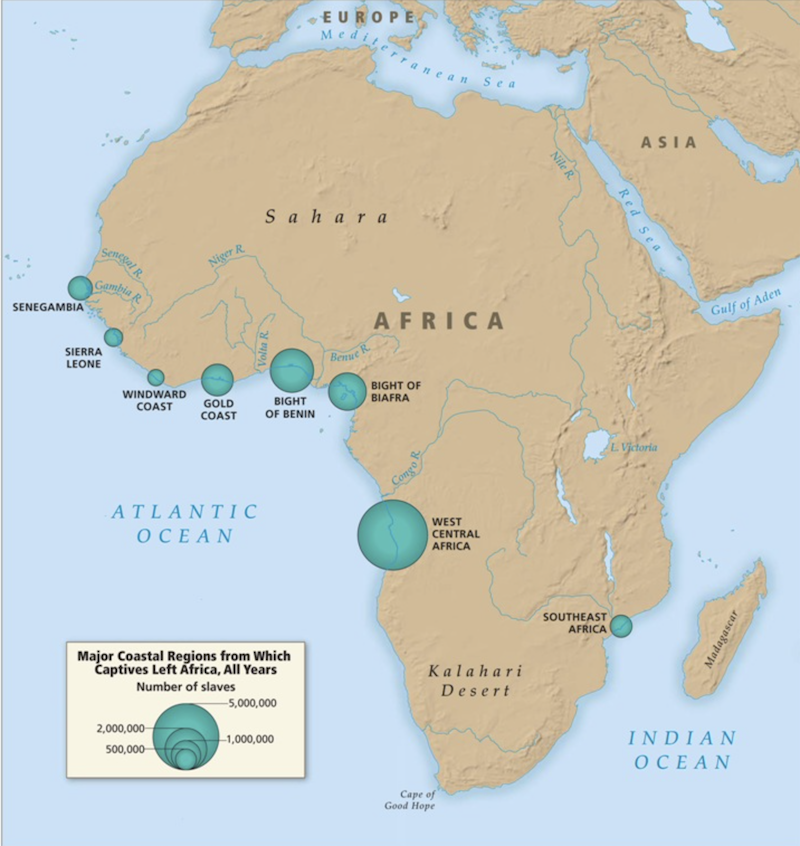 EUROPE
Mediterranean Sea
ASIA
Nile R.
Red Sea
Sahara
Senegal R.
Niger R.
Gambia R.
SENEGAMBIA
Gulf of Aden
AFRICA
SIERRA
LEONE
Volta R.
Benue R.
WINDWARD
COAST
GOLD
COAST
BIGHT
OF BENIN
BIGHT OF
BIAFRA
L. Victoria
Congo R.
ATLANTIC
OCEAN
WEST
CENTRAL
AFRICA
SOUTHEAST
AFRICA
Madagascar
Kalahari
Desert
INDIAN
OCEAN
Cape of
Good Hope
Major Coastal Regions from Which
Captives Left Africa, All Years
Number of slaves
5,000,000
2,000,000
1,000,000
500,000